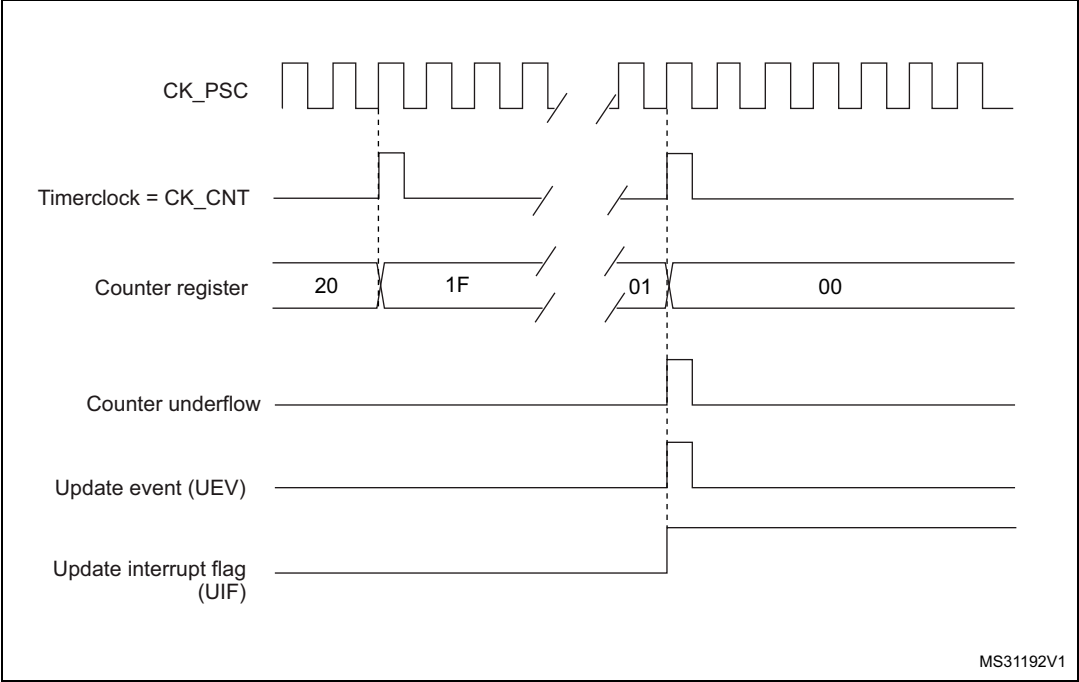 CK_PSC
Timerclock = CK_CNT
Counter register
20
1F
01
00
Counter underflow
Update event (UEV)
Update interrupt flag
(UIF)
MS31192V1